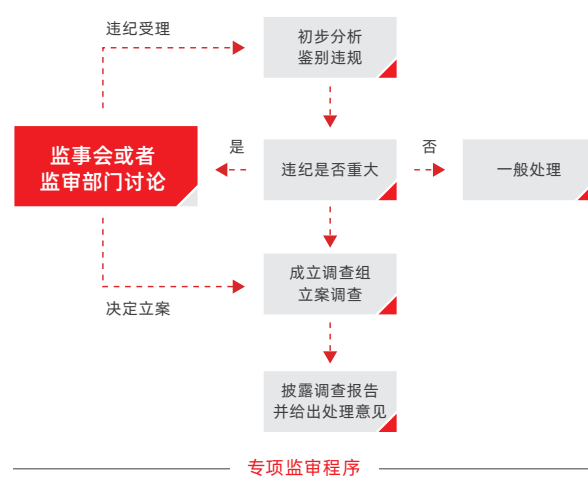 违纪受理
初步分析
鉴别违规
监事会或者
监审部门讨论
是
违纪是否重大
否
一般处理
成立调查组
立案调查
决定立案
披露调查报告
并给出处理意见
专项监审程序